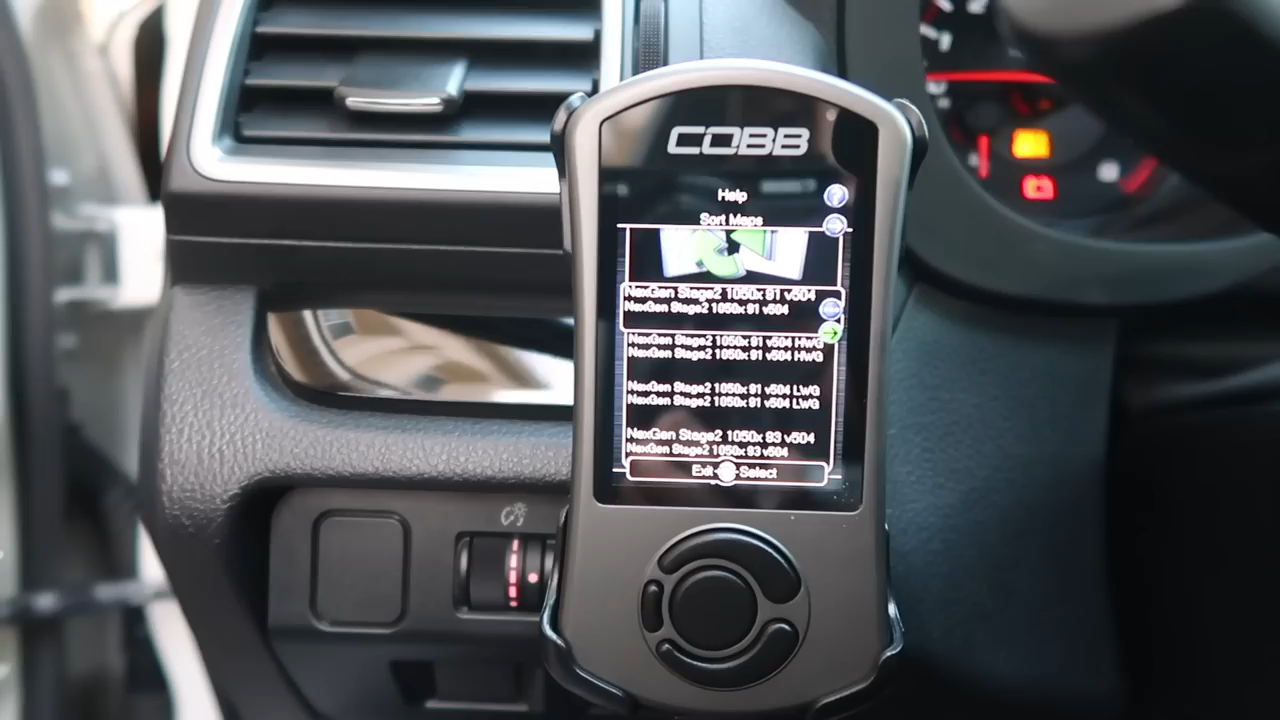 COBB
Help
Sort Maps
NexGen Stage2 1050x 91 v504
NexGen Stage2 1050x 91 v504
NexGen Stage2 1050x 91 v504 HWG
NexGen Stage2 1050x 91 v504 HWG
NexGen Stage2 1050x 91 v504 LWG
NexGen Stage2 1050x 91 v504 LWG
NexGen Stage2 1050x 93 v504
NexGen Stage2 1050x 93 v504
Exit Select